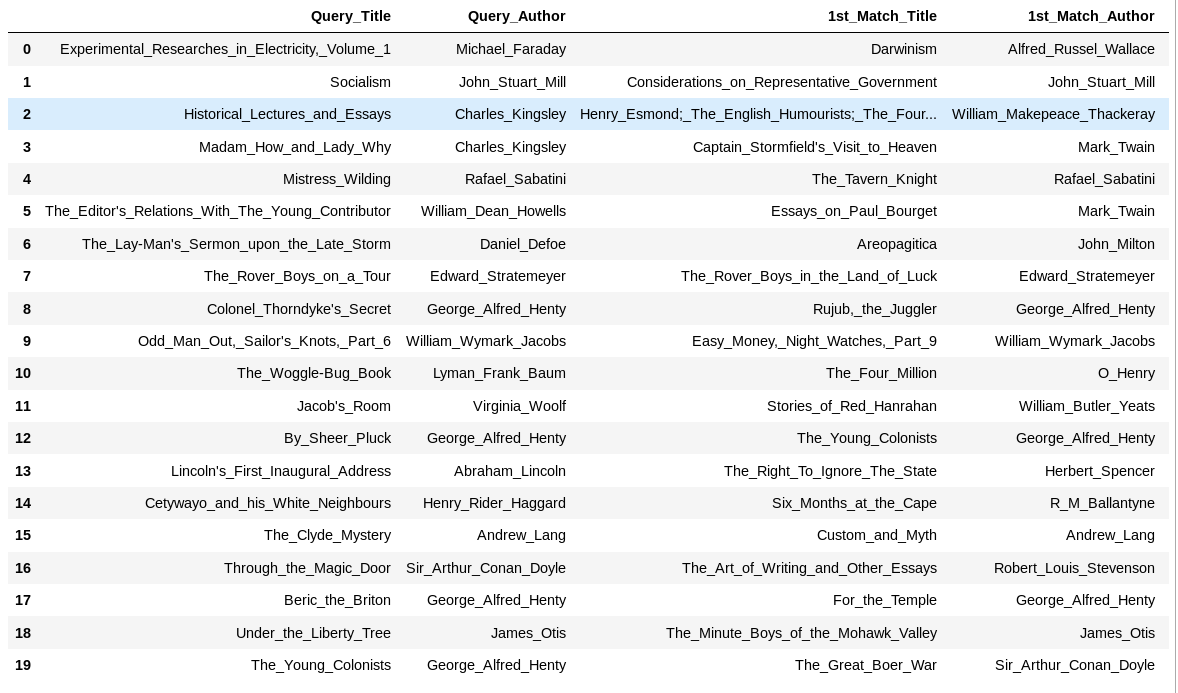 Query_Title Query_Author 1st_Match_Title 1st_Match_Author
0 Experimental_Researches_in_Electricity,_Volume_1 Michael_Faraday Darwinism Alfred_Russel_Wallace
1 Socialism John_Stuart_Mill Considerations_on_Representative_Government John_Stuart_Mill
2 Historical_Lectures_and_Essays Charles_Kingsley Henry_Esmond;_The_English_Humourists;_The_Four... William_Makepeace_Thackeray
3 Madam_How_and_Lady_Why Charles_Kingsley Captain_Stormfield's_Visit_to_Heaven Mark_Twain
4 Mistress_Wilding Rafael_Sabatini The_Tavern_Knight Rafael_Sabatini
5 The_Editor's_Relations_With_The_Young_Contributor William_Dean_Howells Essays_on_Paul_Bourget Mark_Twain
6 The_Lay-Man's_Sermon_upon_the_Late_Storm Daniel_Defoe Areopagitica John_Milton
7 The_Rover_Boys_on_a_Tour Edward_Stratemeyer The_Rover_Boys_in_the_Land_of_Luck Edward_Stratemeyer
8 Colonel_Thorndyke's_Secret George_Alfred_Henty Rujub,_the_Juggler George_Alfred_Henty
9 Odd_Man_Out,_Sailor's_Knots,_Part_6 William_Wymark_Jacobs Easy_Money,_Night_Watches,_Part_9 William_Wymark_Jacobs
10 The_Woggle-Bug_Book Lyman_Frank_Baum The_Four_Million O_Henry
11 Jacob's_Room Virginia_Woolf Stories_of_Red_Hanrahan William_Butler_Yeats
12 By_Sheer_Pluck George_Alfred_Henty The_Young_Colonists George_Alfred_Henty
13 Lincoln's_First_Inaugural_Address Abraham_Lincoln The_Right_To_Ignore_The_State Herbert_Spencer
14 Cetywayo_and_his_White_Neighbours Henry_Rider_Haggard Six_Months_at_the_Cape R_M_Ballantyne
15 The_Clyde_Mystery Andrew_Lang Custom_and_Myth Andrew_Lang
16 Through_the_Magic_Door Sir_Arthur_Conan_Doyle The_Art_of_Writing_and_Other_Essays Robert_Louis_Stevenson
17 Beric_the_Briton George_Alfred_Henty For_the_Temple George_Alfred_Henty
18 Under_the_Liberty_Tree James_Otis The_Minute_Boys_of_the_Mohawk_Valley James_Otis
19 The_Young_Colonists George_Alfred_Henty The_Great_Boer_War Sir_Arthur_Conan_Doyle